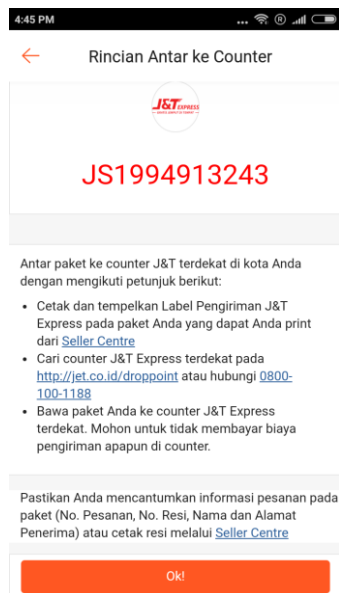 4:45 PM
Rincian Antar ke Counter
J&T EXPRESS
JS1994913243
Antar paket ke counter J&T terdekat di kota Anda
dengan mengikuti petunjuk berikut:
• Cetak dan tempelkan Label Pengiriman J&T
Express pada paket Anda yang dapat Anda print
dari Seller Centre
• Cari counter J&T Express terdekat pada
http://jet.co.id/droppoint atau hubungi 0800-
100-1188
• Bawa paket Anda ke counter J&T Express
terdekat. Mohon untuk tidak membayar biaya
pengiriman apapun di counter.
Pastikan Anda mencantumkan informasi pesanan pada
paket (No. Pesanan, No. Resi, Nama dan Alamat
Penerima) atau cetak resi melalui Seller Centre
Ok!